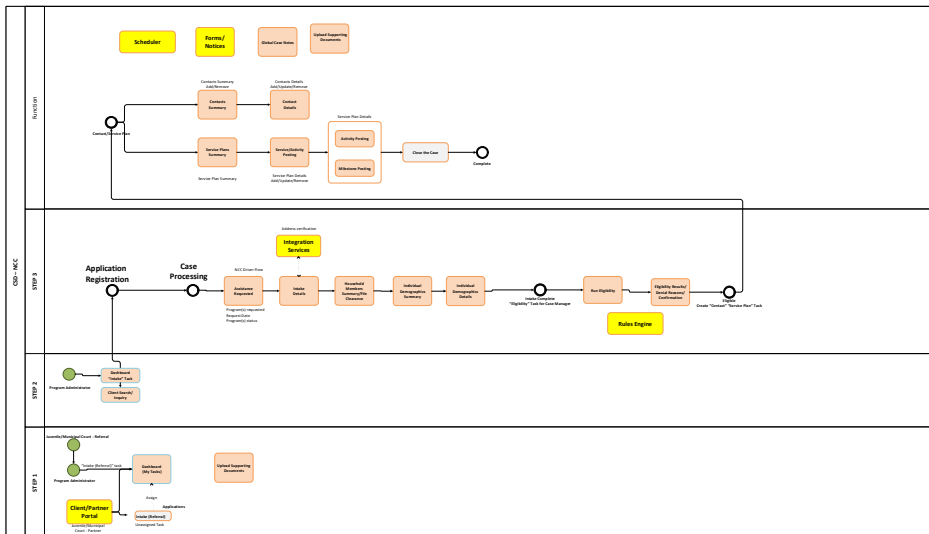 CSD – NCC
Function
Scheduler
Forms/
Notices
Global Case Notes
Upload Supporting
Documents
Contacts Summary
Add/Remove
Contacts Details
Add/Update/Remove
Contacts
Summary
Contact
Details
Contact/Service Plan
Service Plan Details
Service Plans
Summary
Service/Activity
Posting
Activity Posting
Milestone Posting
Close the Case
Complete
Service Plan Summary
Service Plan Details
Add/Update/Remove
STEP 3
Address verification
Integration
Services
Application
Registration
Case
Processing
NCC Driver Flow
Assistance
Requested
Intake
Details
Household
Members
Summary/File
Clearance
Individual
Demographics
Summary
Individual
Demographics
Details
Run Eligibility
Eligibility Results/
Denial Reasons/
Confirmation
Program(s) requested
Request Date
Program(s) status
Intake Complete
"Eligibility" Task for Case Manager
Eligible
Create "Contact" "Service Plan" Task
Rules Engine
STEP 2
Program Administrator
Dashboard
"Intake" Task
Client Search/
Inquiry
STEP 1
Juvenile/Municipal Court - Referral
"Intake (Referral)" task
Program Administrator
Dashboard
(My Tasks)
Upload Supporting
Documents
Assign
Client/Partner
Portal
Applications
Intake (Referral)
Juvenile/Municipal
Court - Partner
Unassigned Task